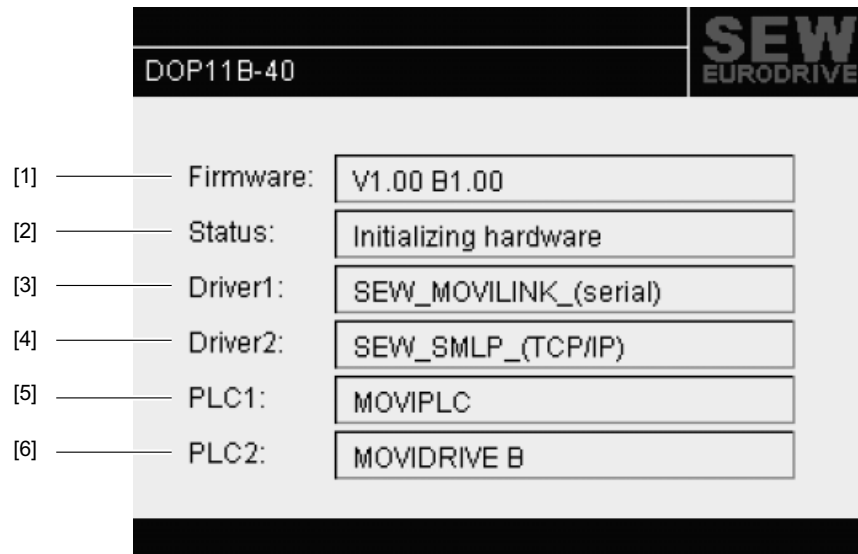 SEW
EURODRIVE
DOP11B-40
[1] Firmware: V1.00 B1.00
[2] Status: Initializing hardware
[3] Driver1: SEW_MOVILINK_(serial)
[4] Driver2: SEW_SMLP_(TCP/IP)
[5] PLC1: MOVIPLC
[6] PLC2: MOVIDRIVE B